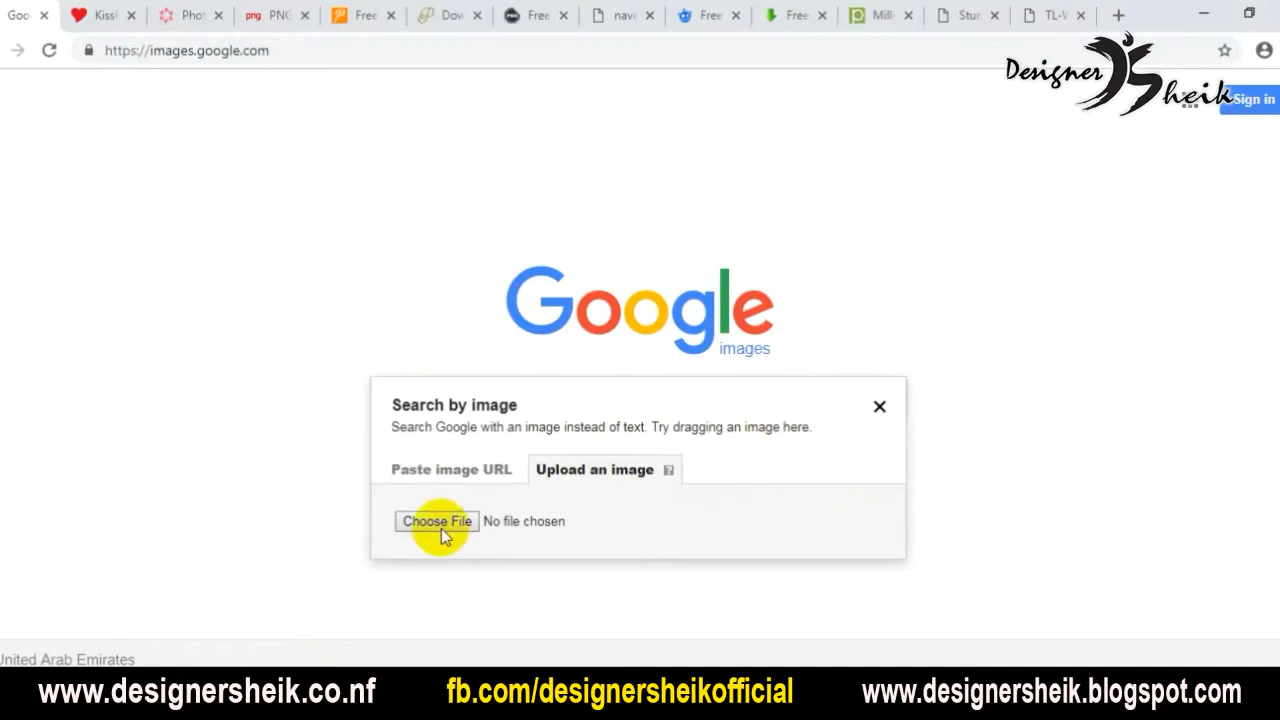 Goo
Kiss
Phot
png PNG
Free
Dow
Free
nave
Free
Free
Milk
Stun
TL-V
https://images.google.com
Designer Sheik
Sign in
Google
images
Search by image
Search Google with an image instead of text. Try dragging an image here.
Paste image URL
Upload an image
?
Choose File
No file chosen
United Arab Emirates
www.designersheik.co.nf
fb.com/designersheikofficial
www.designersheik.blogspot.com